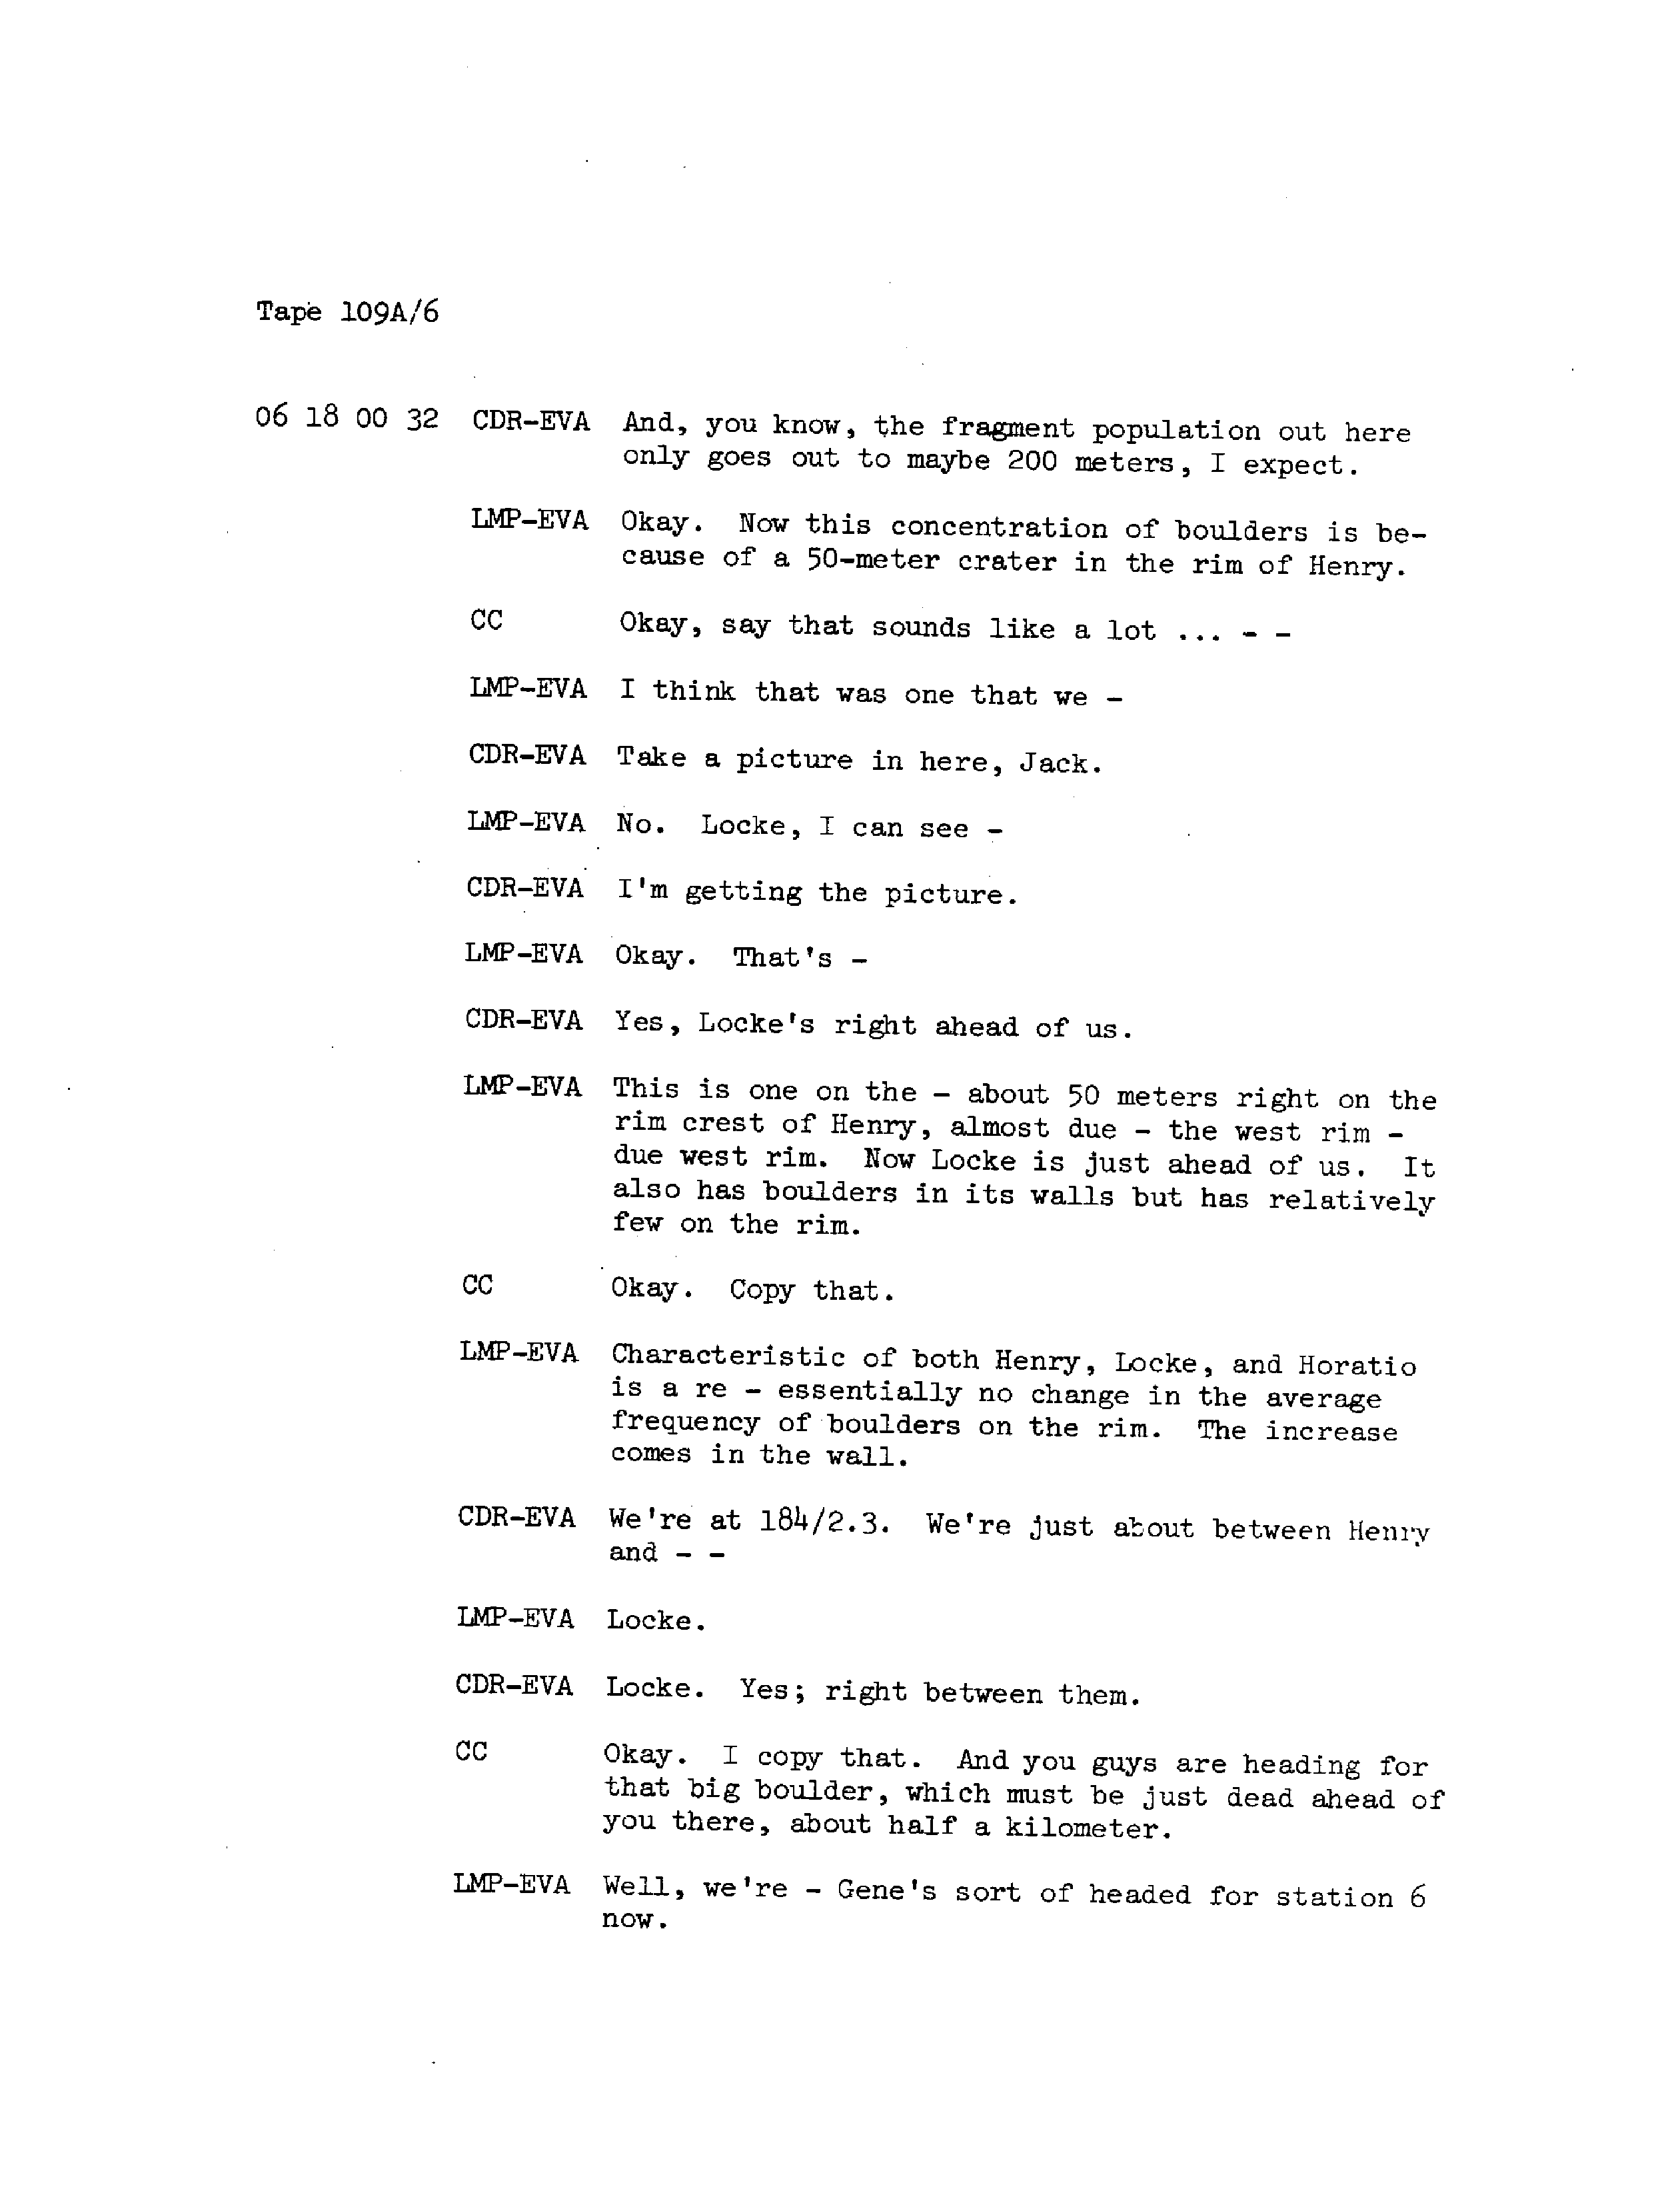 Tape 109A/6
06 18 00 32 CDR-EVA And, you know, the fragment population out here
only goes out to maybe 200 meters, I expect.
LMP-EVA Okay. Now this concentration of boulders is be-
cause of a 50-meter crater in the rim of Henry.
CC Okay, say that sounds like a lot ... - -
LMP-EVA I think that was one that we -
CDR-EVA Take a picture in here, Jack.
LMP-EVA No. Locke, I can see -
CDR-EVA I'm getting the picture.
LMP-EVA Okay. That's -
CDR-EVA Yes, Locke's right ahead of us.
LMP-EVA This is one on the - about 50 meters right on the
rim crest of Henry, almost due - the west rim -
due west rim. Now Locke is just ahead of us. It
also has boulders in its walls but has relatively
few on the rim.
CC Okay. Copy that.
LMP-EVA Characteristic of both Henry, Locke, and Horatio
is a re - essentially no change in the average
frequency of boulders on the rim. The increase
comes in the wall.
CDR-EVA We're at 184/2.3. We're just about between Henry
and - -
LMP-EVA Locke.
CDR-EVA Locke. Yes; right between them.
CC Okay. I copy that. And you guys are heading for
that big boulder, which must be just dead ahead of
you there, about half a kilometer.
LMP-EVA Well, we're - Gene's sort of headed for station 6
now.